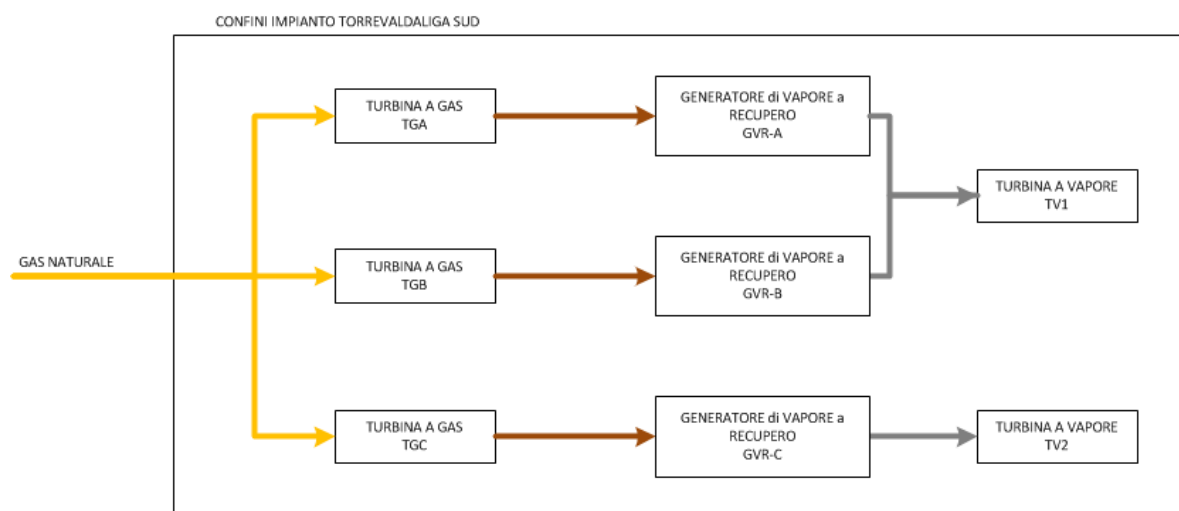 CONFINI IMPIANTO TORREVALDALIGA SUD
TURBINA A GAS
TGA
GENERATORE di VAPORE a
RECUPERO
GVR-A
TURBINA A VAPORE
TV1
GAS NATURALE
TURBINA A GAS
TGB
GENERATORE di VAPORE a
RECUPERO
GVR-B
TURBINA A GAS
TGC
GENERATORE di VAPORE a
RECUPERO
GVR-C
TURBINA A VAPORE
TV2